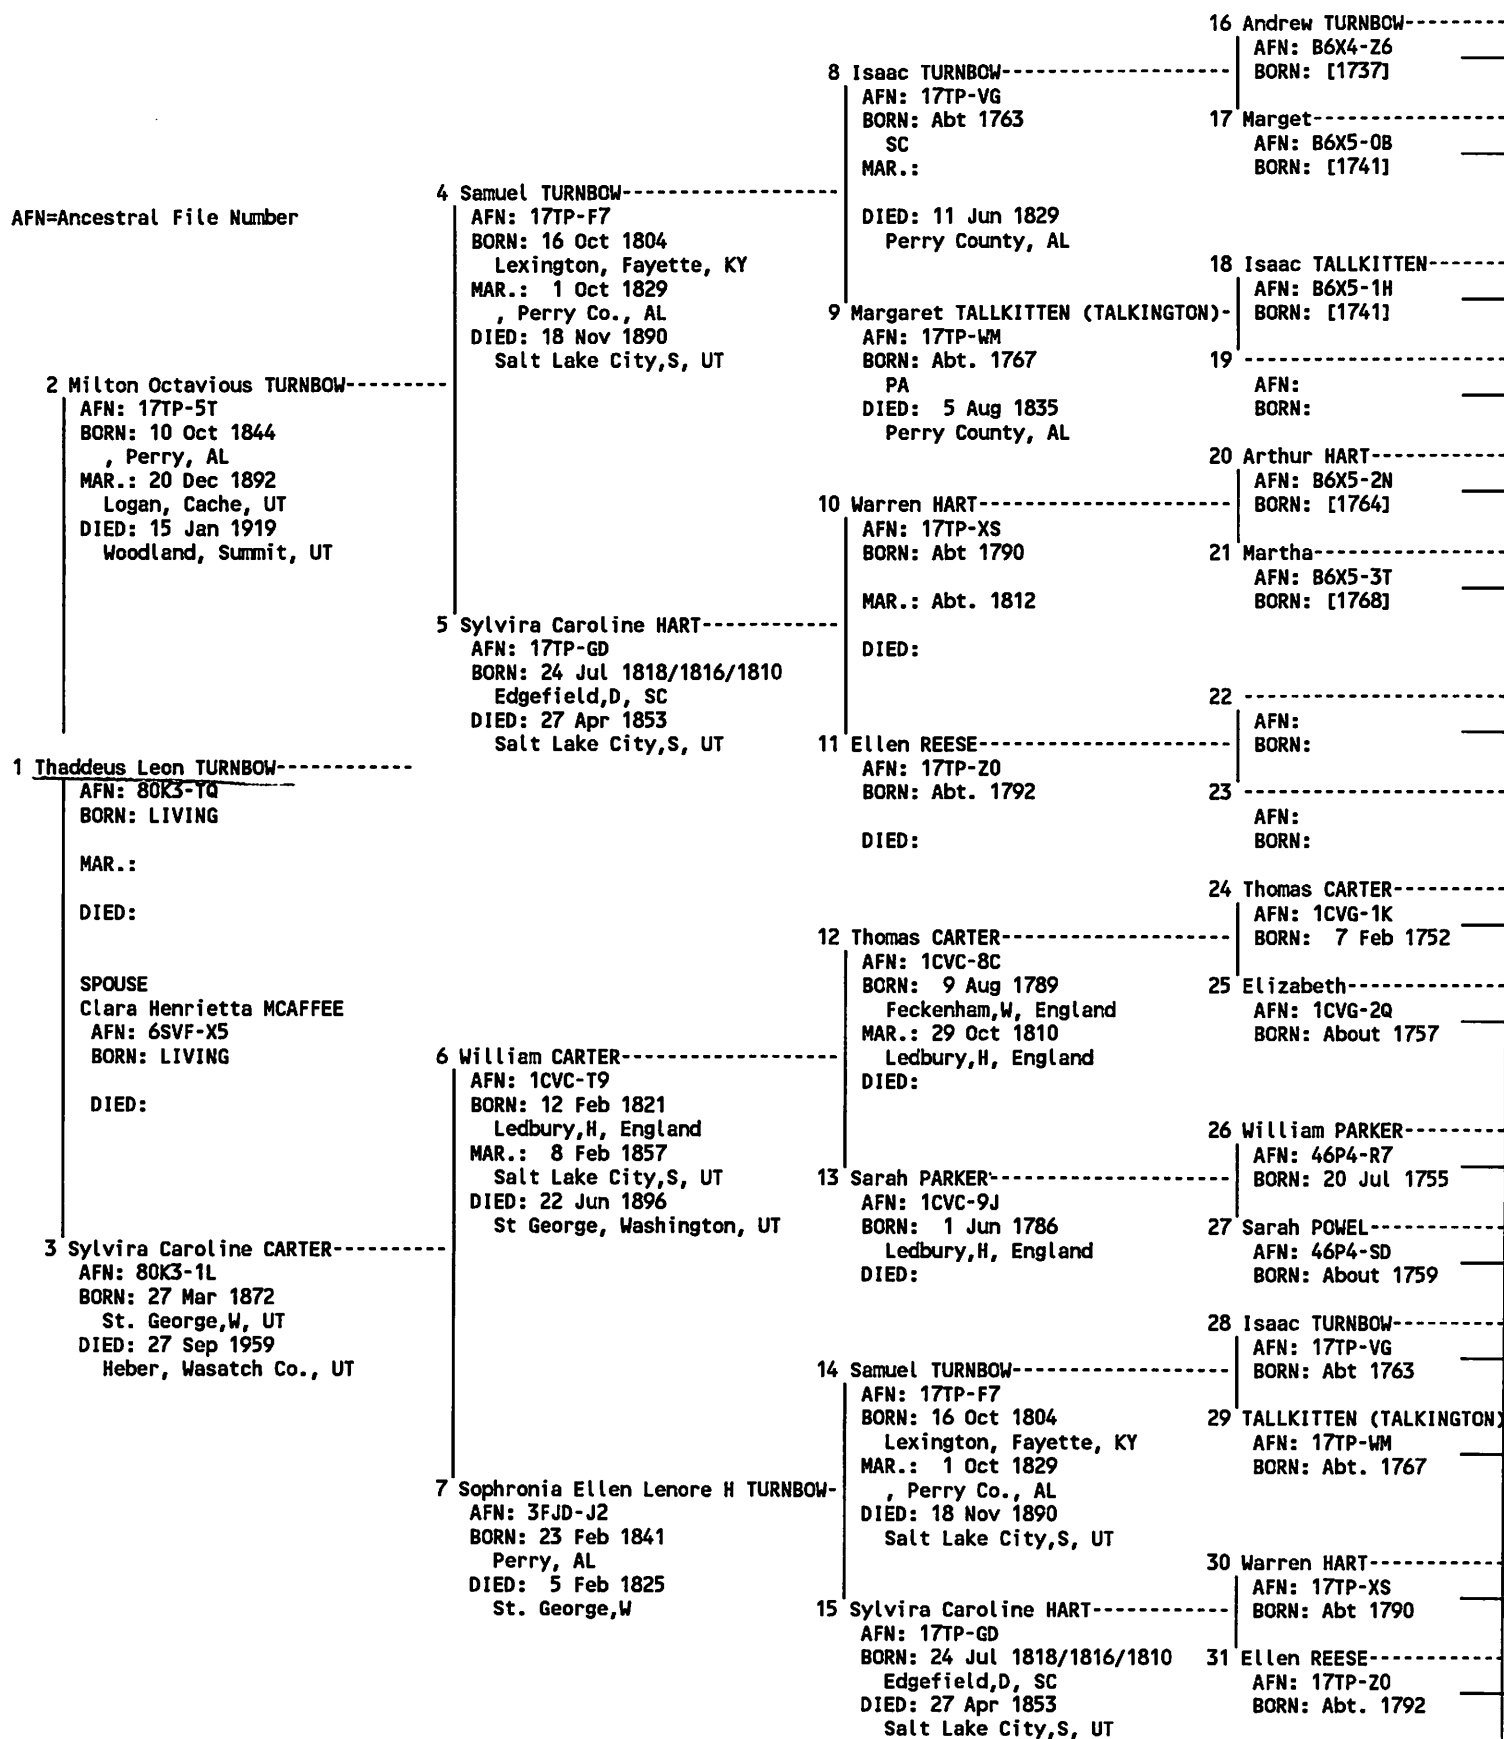 AFN=Ancestral File Number
1 Thaddeus Leon TURNBOW-----------
AFN: 80K3-TQ
BORN: LIVING
MAR.:
DIED:
SPOUSE
Clara Henrietta MCAFFEE
AFN: 6SVF-X5
BORN: LIVING
DIED:
2 Milton Octavious TURNBOW---------
AFN: 17TP-5T
BORN: 10 Oct 1844
, Perry, AL
MAR.: 20 Dec 1892
Logan, Cache, UT
DIED: 15 Jan 1919
Woodland, Summit, UT
3 Sylvira Caroline CARTER----------
AFN: 80K3-1L
BORN: 27 Mar 1872
St. George,W, UT
DIED: 27 Sep 1959
Heber, Wasatch Co., UT
4 Samuel TURNBOW------------------
AFN: 17TP-F7
BORN: 16 Oct 1804
Lexington, Fayette, KY
MAR.: 1 Oct 1829
, Perry Co., AL
DIED: 18 Nov 1890
Salt Lake City,S, UT
5 Sylvira Caroline HART-----------
AFN: 17TP-GD
BORN: 24 Jul 1818/1816/1810
Edgefield,D, SC
DIED: 27 Apr 1853
Salt Lake City,S, UT
6 William CARTER------------------
AFN: 1CVC-T9
BORN: 12 Feb 1821
Ledbury,H, England
MAR.: 8 Feb 1857
Salt Lake City,S, UT
DIED: 22 Jun 1896
St George, Washington, UT
7 Sophronia Ellen Lenore H TURNBOW-
AFN: 3FJD-J2
BORN: 23 Feb 1841
Perry, AL
DIED: 5 Feb 1825
St. George,W
8 Isaac TURNBOW-------------------
AFN: 17TP-VG
BORN: Abt 1763
SC
MAR.:
DIED: 11 Jun 1829
Perry County, AL
9 Margaret TALLKITTEN (TALKINGTON)-
AFN: 17TP-WM
BORN: Abt. 1767
PA
DIED: 5 Aug 1835
Perry County, AL
10 Warren HART---------------------
AFN: 17TP-XS
BORN: Abt 1790
MAR.: Abt. 1812
DIED:
11 Ellen REESE---------------------
AFN: 17TP-Z0
BORN: Abt. 1792
DIED:
12 Thomas CARTER-------------------
AFN: 1CVC-8C
BORN: 9 Aug 1789
Feckenham,W, England
MAR.: 29 Oct 1810
Ledbury,H, England
DIED:
13 Sarah PARKER--------------------
AFN: 1CVC-9J
BORN: 1 Jun 1786
Ledbury,H, England
DIED:
14 Samuel TURNBOW------------------
AFN: 17TP-F7
BORN: 16 Oct 1804
Lexington, Fayette, KY
MAR.: 1 Oct 1829
, Perry Co., AL
DIED: 18 Nov 1890
Salt Lake City,S, UT
15 Sylvira Caroline HART-----------
AFN: 17TP-GD
BORN: 24 Jul 1818/1816/1810
Edgefield,D, SC
DIED: 27 Apr 1853
Salt Lake City,S, UT
16 Andrew TURNBOW--------
AFN: B6X4-Z6
BORN: [1737]
17 Marget----------------
AFN: B6X5-0B
BORN: [1741]
18 Isaac TALLKITTEN------
AFN: B6X5-1H
BORN: [1741]
19 ----------------------
AFN:
BORN:
20 Arthur HART-----------
AFN: B6X5-2N
BORN: [1764]
21 Martha----------------
AFN: B6X5-3T
BORN: [1768]
22 ----------------------
AFN:
BORN:
23 ----------------------
AFN:
BORN:
24 Thomas CARTER---------
AFN: 1CVG-1K
BORN: 7 Feb 1752
25 Elizabeth-------------
AFN: 1CVG-2Q
BORN: About 1757
26 William PARKER--------
AFN: 46P4-R7
BORN: 20 Jul 1755
27 Sarah POWEL-----------
AFN: 46P4-SD
BORN: About 1759
28 Isaac TURNBOW---------
AFN: 17TP-VG
BORN: Abt 1763
29 TALLKITTEN (TALKINGTON)
AFN: 17TP-WM
BORN: Abt. 1767
30 Warren HART-----------
AFN: 17TP-XS
BORN: Abt 1790
31 Ellen REESE-----------
AFN: 17TP-Z0
BORN: Abt. 1792